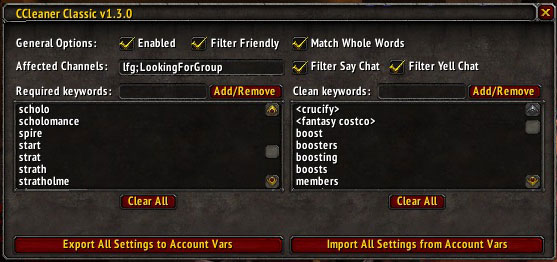 CCleaner Classic v1.3.0
General Options: Enabled Filter Friendly Match Whole Words
Affected Channels: lfg;LookingForGroup Filter Say Chat Filter Yell Chat
Required keywords: Add/Remove Clean keywords: Add/Remove
scholo
scholomance
spire
start
strat
strath
stratholme
<crucify>
<fantasy costco>
boost
boosters
boosting
boosts
members
Clear All Clear All
Export All Settings to Account Vars Import All Settings from Account Vars